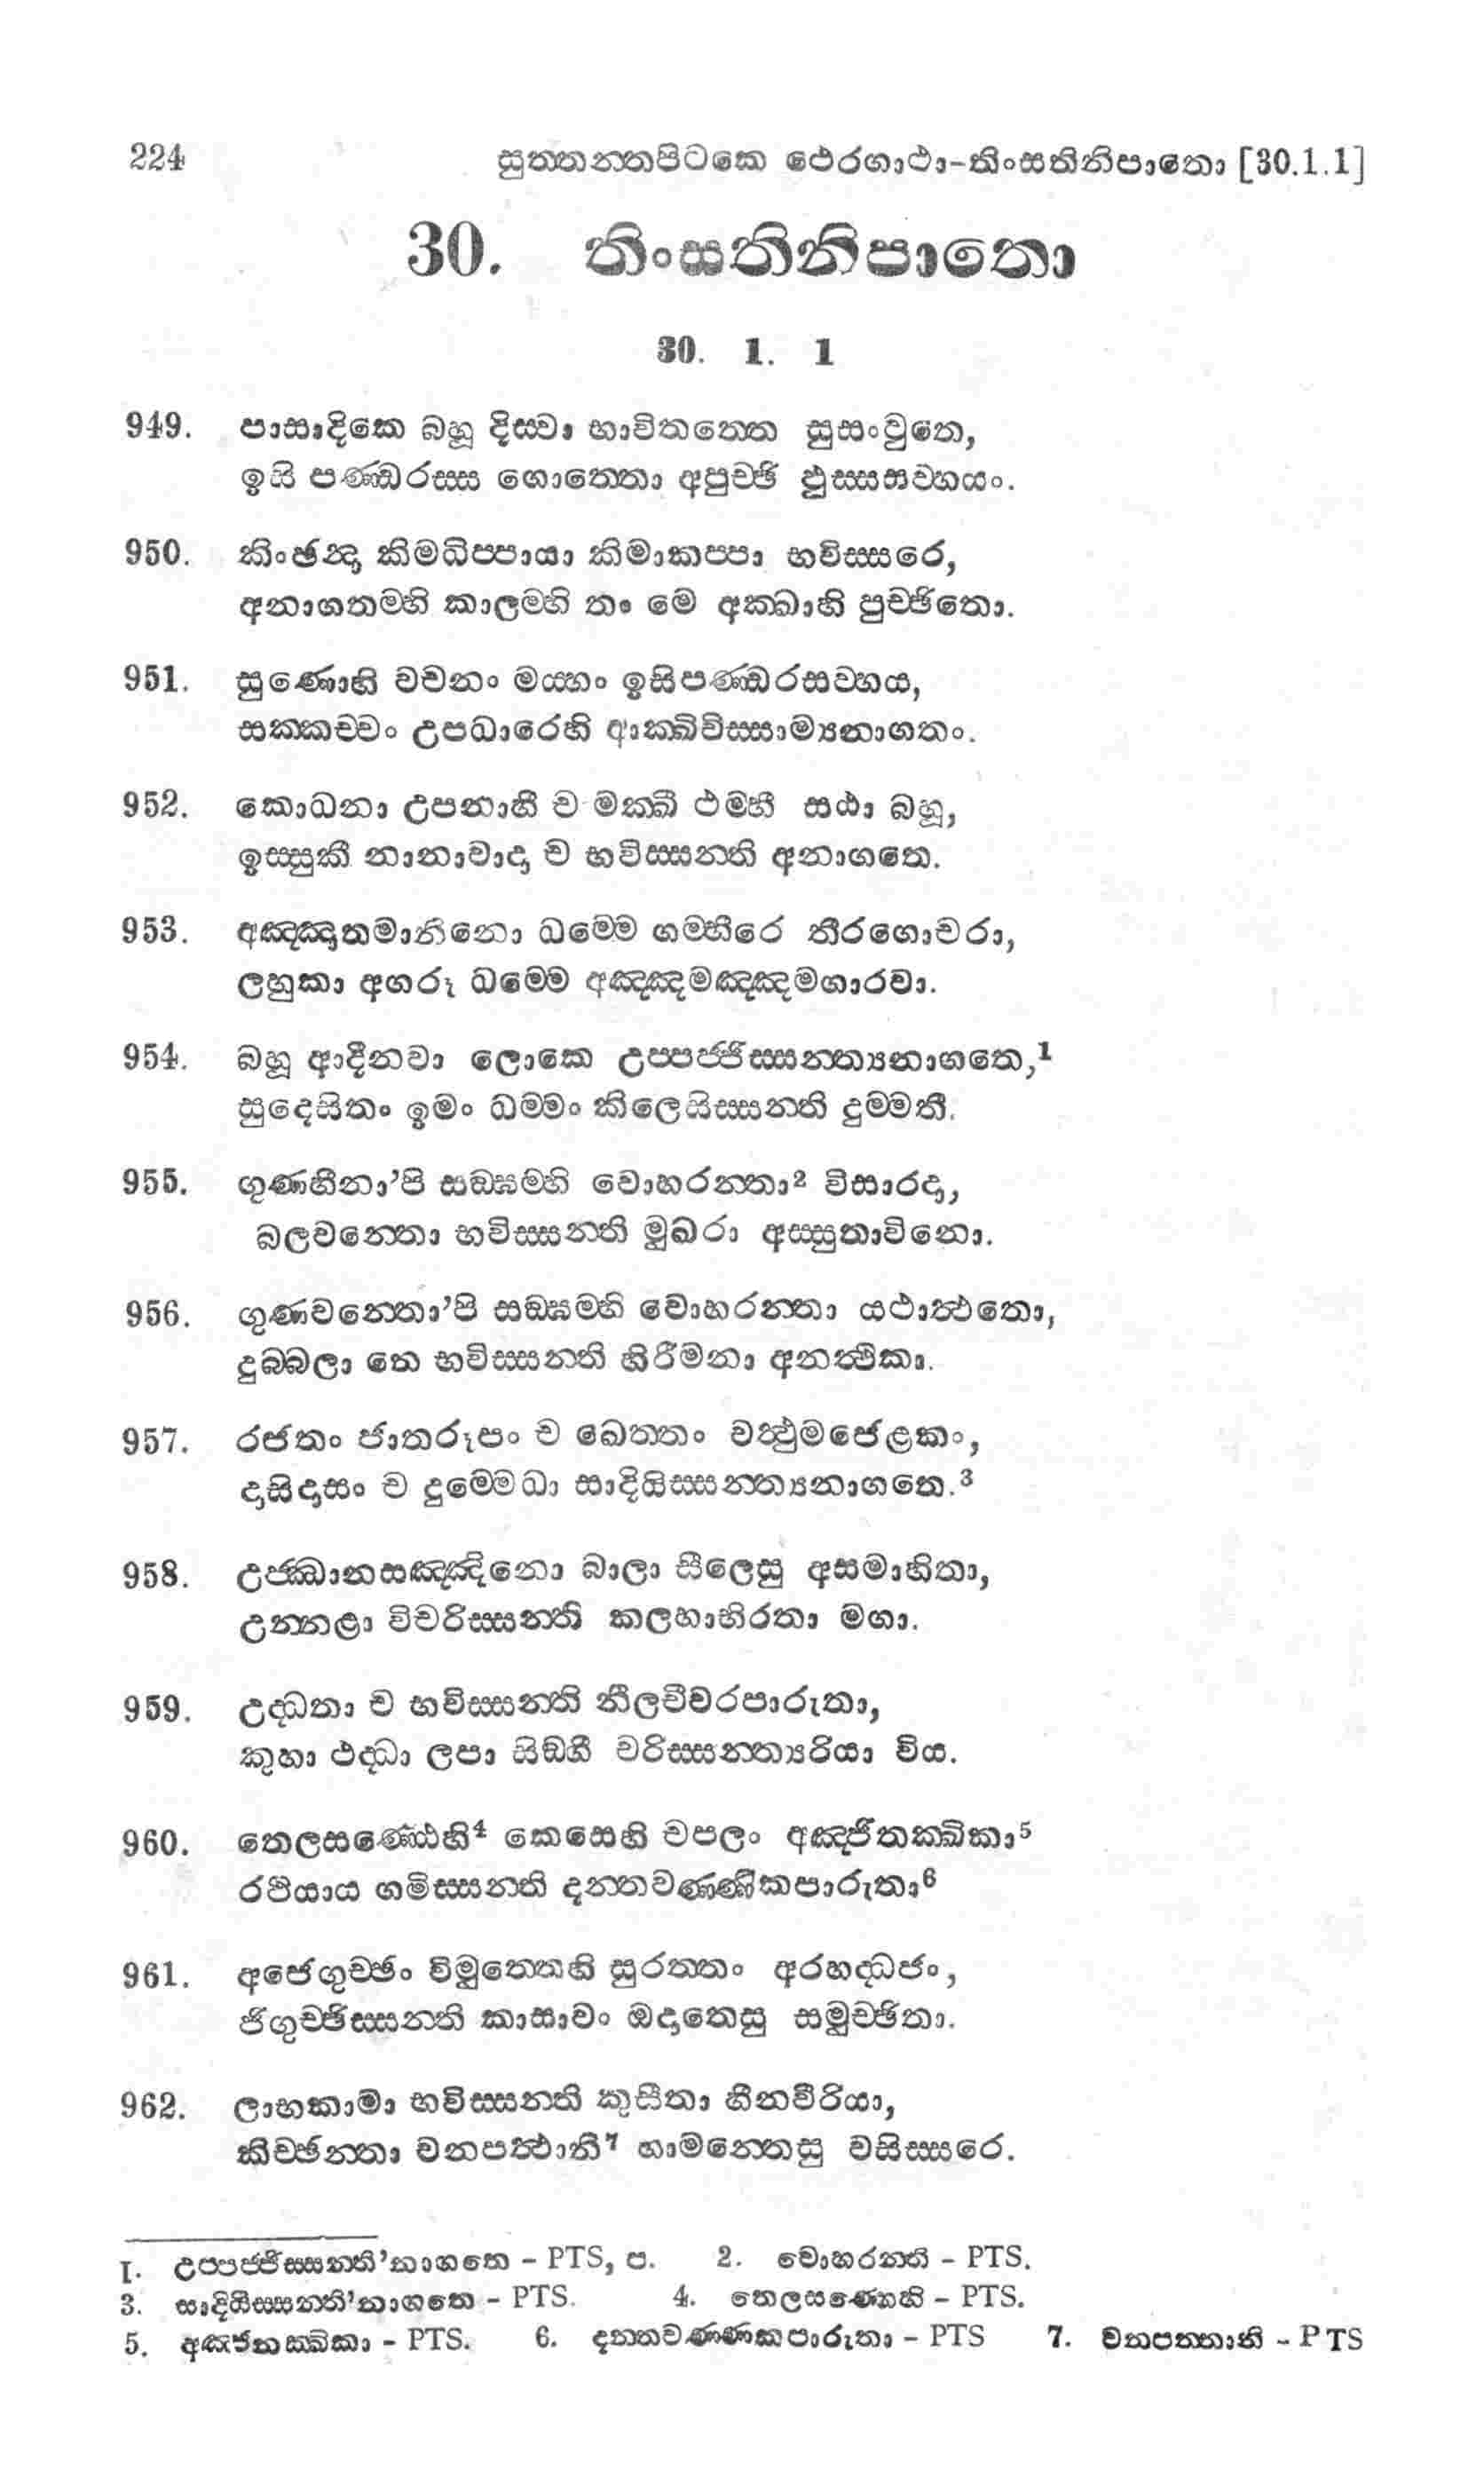 224 සුත්තන්තපිටකෙ ථෙරගාථා-තිංසතිනිපාතො [30.1.1]
30. තිංසතිනිපාතො
30. 1. 1
949. පාසාදිකෙ බහූ දිස්වා භාවිතත්තෙ සුසංවුතෙ,
ඉසි පණ්ඩරස්ස ගොත්තො අපුච්ඡි ඵුස්සසව්හයං.
950. කිංඡන්දා කිමධිප්පායා කිමාකප්පා භවිස්සරෙ,
අනාගතම්හි කාලම්හි තං මෙ අක්ඛාහි පුච්ඡිතො.
951. සුණොහි වචනං මය්හං ඉසිපණ්ඩරසව්හය,
සක්කච්චං උපධාරෙහි ආක්ඛිවිස්සාම්‍යනාගතං.
952. කොධනා උපනාහී ච මක්ඛී ථම්භී සඨා බහූ,
ඉස්සුකී නානාවාදා ච භවිස්සන්ති අනාගතෙ.
953. අඤ්ඤාතමානිනො ධම්මෙ ගම්භීරෙ තීරගොචරා,
ලහුකා අගරූ ධම්මෙ අඤ්ඤමඤ්ඤමගාරවා.
954. බහූ ආදීනවා ලොකෙ උප්පජ්ජිස්සන්ත්‍යනාගතෙ,1
සුදෙසිතං ඉමං ධම්මං කිලෙයිස්සන්ති දුම්මතී.
955. ගුණහීනා’පි සඞ්ඝම්හි වොහරන්තා2 විසාරදා,
බලවන්තො භවිස්සන්ති මුඛරා අස්සුතාවිනො.
956. ගුණවන්තො’පි සඞ්ඝම්හි වොහරන්තා යථාත්ථතො,
දුබ්බලා තෙ භවිස්සන්ති හිරීමනා අනත්ථිකා.
957. රජතං ජාතරූපං ච ඛෙත්තං වත්ථුමජෙළකං,
දාසිදාසං ච දුම්මෙධා සාදියිස්සන්ත්‍යනාගතෙ.3
958. උජ්ඣානසඤ්ඤිනො බාලා සීලෙසු අසමාහිතා,
උන්නළා විචරිස්සන්ති කලහාභිරතා මගා.
959. උද්ධතා ච භවිස්සන්ති නීලචීවරපාරුතා,
කුහා ථද්ධා ලපා සිඞ්ගී චරිස්සන්ත්‍යරියා විය.
960. තෙලසණ්ඨෙහි4 කෙසෙහි චපලං අඤ්ජිතක්ඛිකා5
රථියාය ගමිස්සන්ති දන්තවණ්ණිකපාරුතා6
961. අජෙගුච්ඡං විමුත්තෙහි සුරත්තං අරහද්ධජං,
ජිගුච්ඡිස්සන්ති කාසාවං ඔදාතෙසු සමුච්ඡිතා.
962. ලාභකාමා භවිස්සන්ති කුසීතා හීනවීරියා,
කිච්ඡන්තා වනපත්ථානි7 ගාමන්තෙසු වසිස්සරෙ.
1. උප්පජ්ජිස්සන්ති’නාගතෙ - PTS, ප. 2. වොහරන්ති - PTS.
3. සාදියිස්සන්ති’නාගතෙ - PTS. 4. තෙලසණ්හෙහි - PTS.
5. අඤ්ජනක්ඛිකා - PTS. 6. දන්තවණ්ණකපාරුතා - PTS 7. වනපත්තානි - PTS